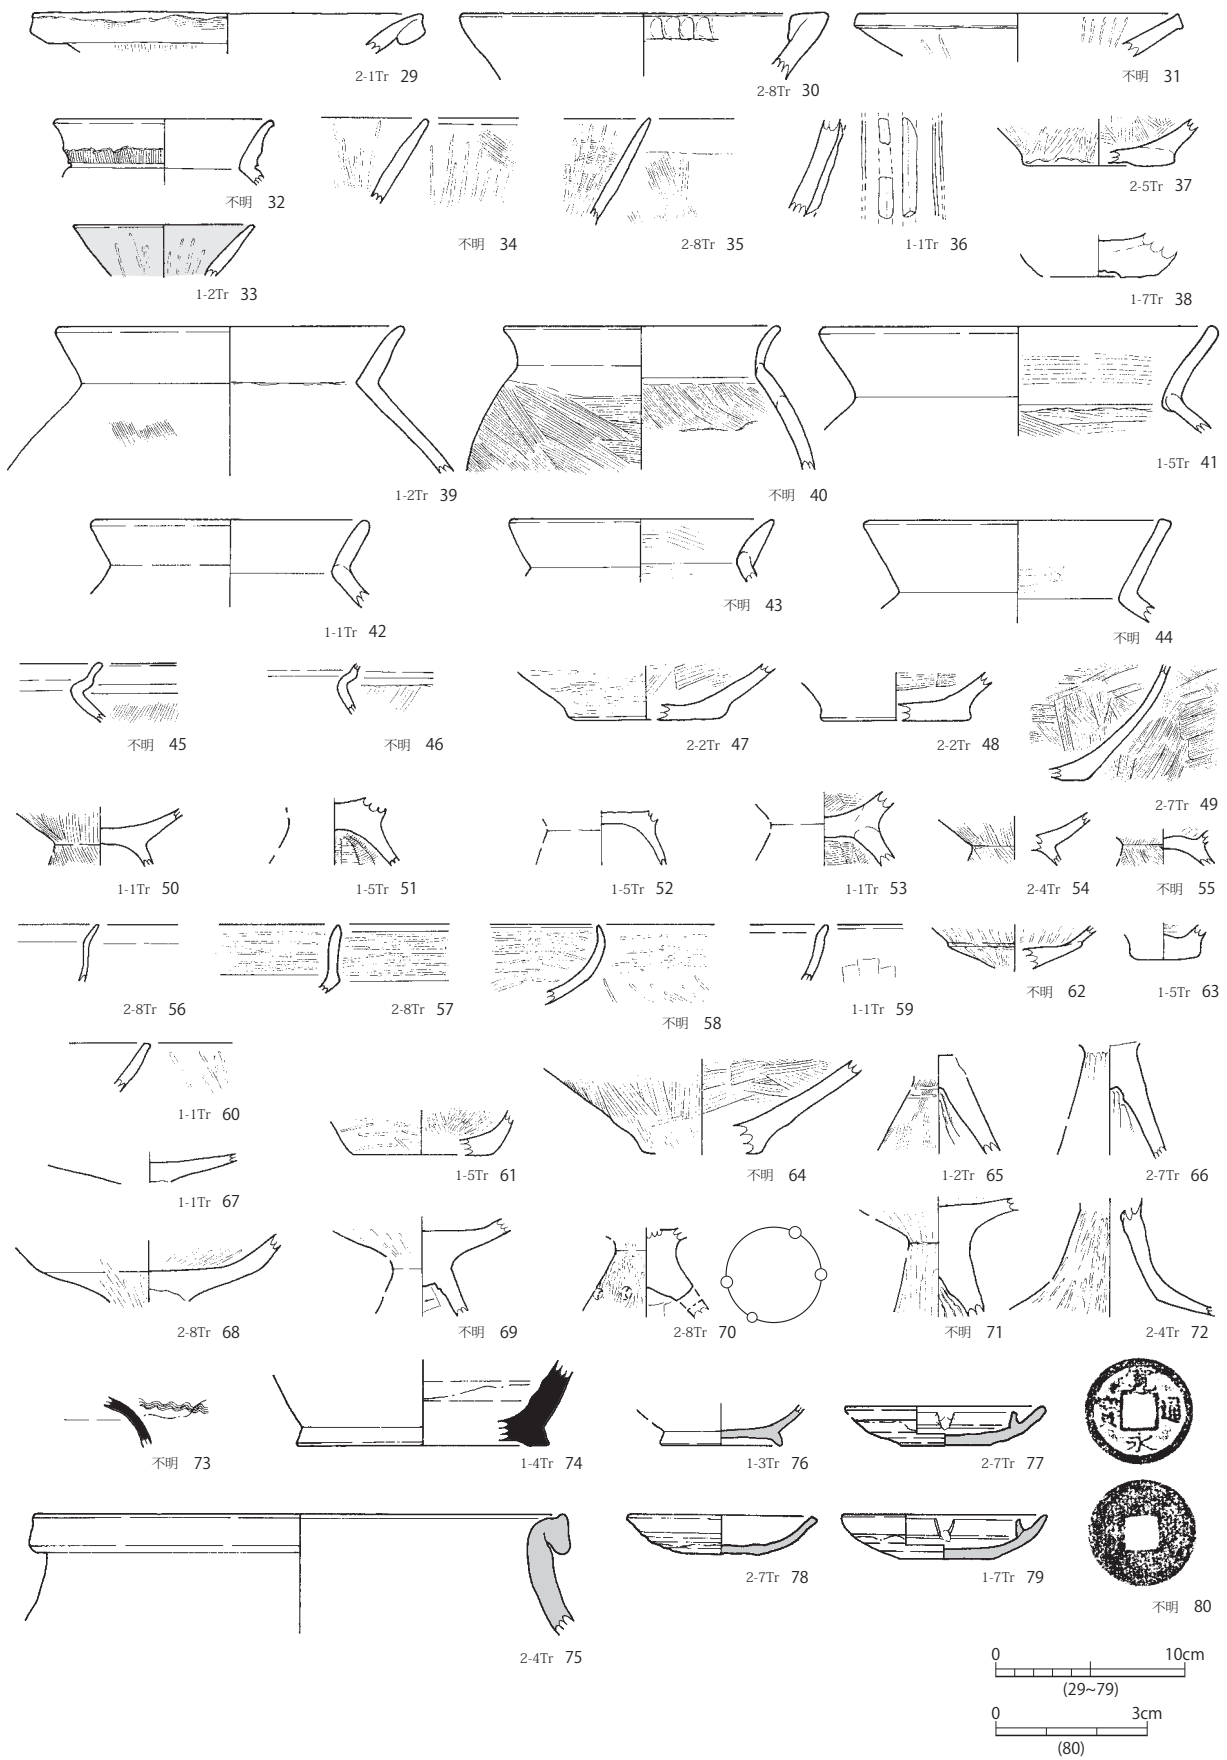 2-1Tr 29
2-8Tr 30
不明 31
不明 32
不明 34
2-8Tr 35
1-1Tr 36
2-5Tr 37
1-2Tr 33
1-7Tr 38
1-2Tr 39
不明 40
1-5Tr 41
1-1Tr 42
不明 43
不明 44
不明 45
不明 46
2-2Tr 47
2-2Tr 48
2-7Tr 49
1-1Tr 50
1-5Tr 51
1-5Tr 52
1-1Tr 53
2-4Tr 54
不明 55
2-8Tr 56
2-8Tr 57
不明 58
1-1Tr 59
不明 62
1-5Tr 63
1-1Tr 60
1-5Tr 61
不明 64
1-2Tr 65
2-7Tr 66
1-1Tr 67
2-8Tr 68
不明 69
2-8Tr 70
不明 71
2-4Tr 72
不明 73
1-4Tr 74
1-3Tr 76
2-7Tr 77
永
2-4Tr 75
2-7Tr 78
1-7Tr 79
不明 80
0 10cm
(29~79)
0 3cm
(80)